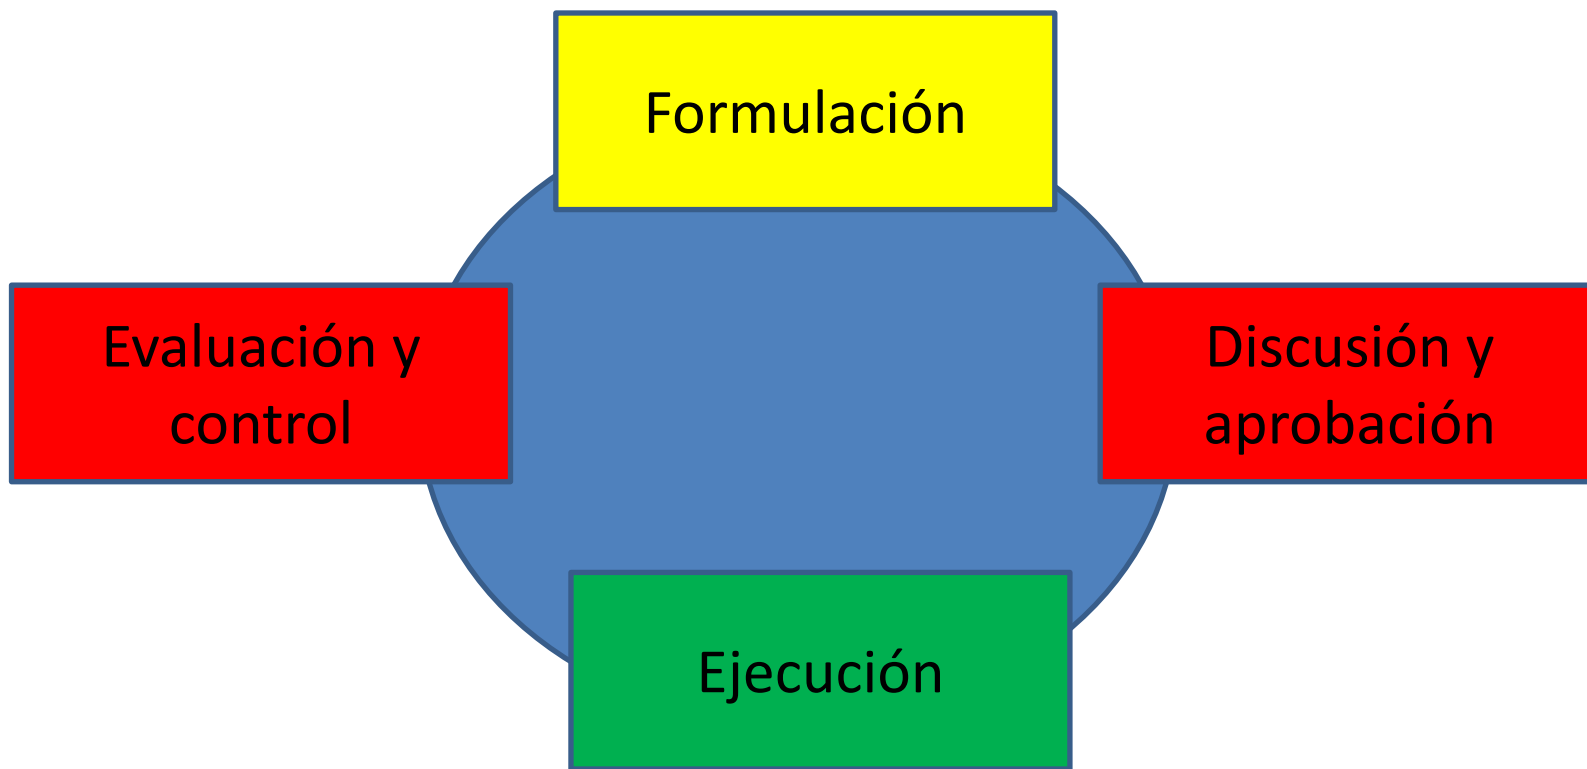 Formulación
Evaluación y
control
Discusión y
aprobación
Ejecución